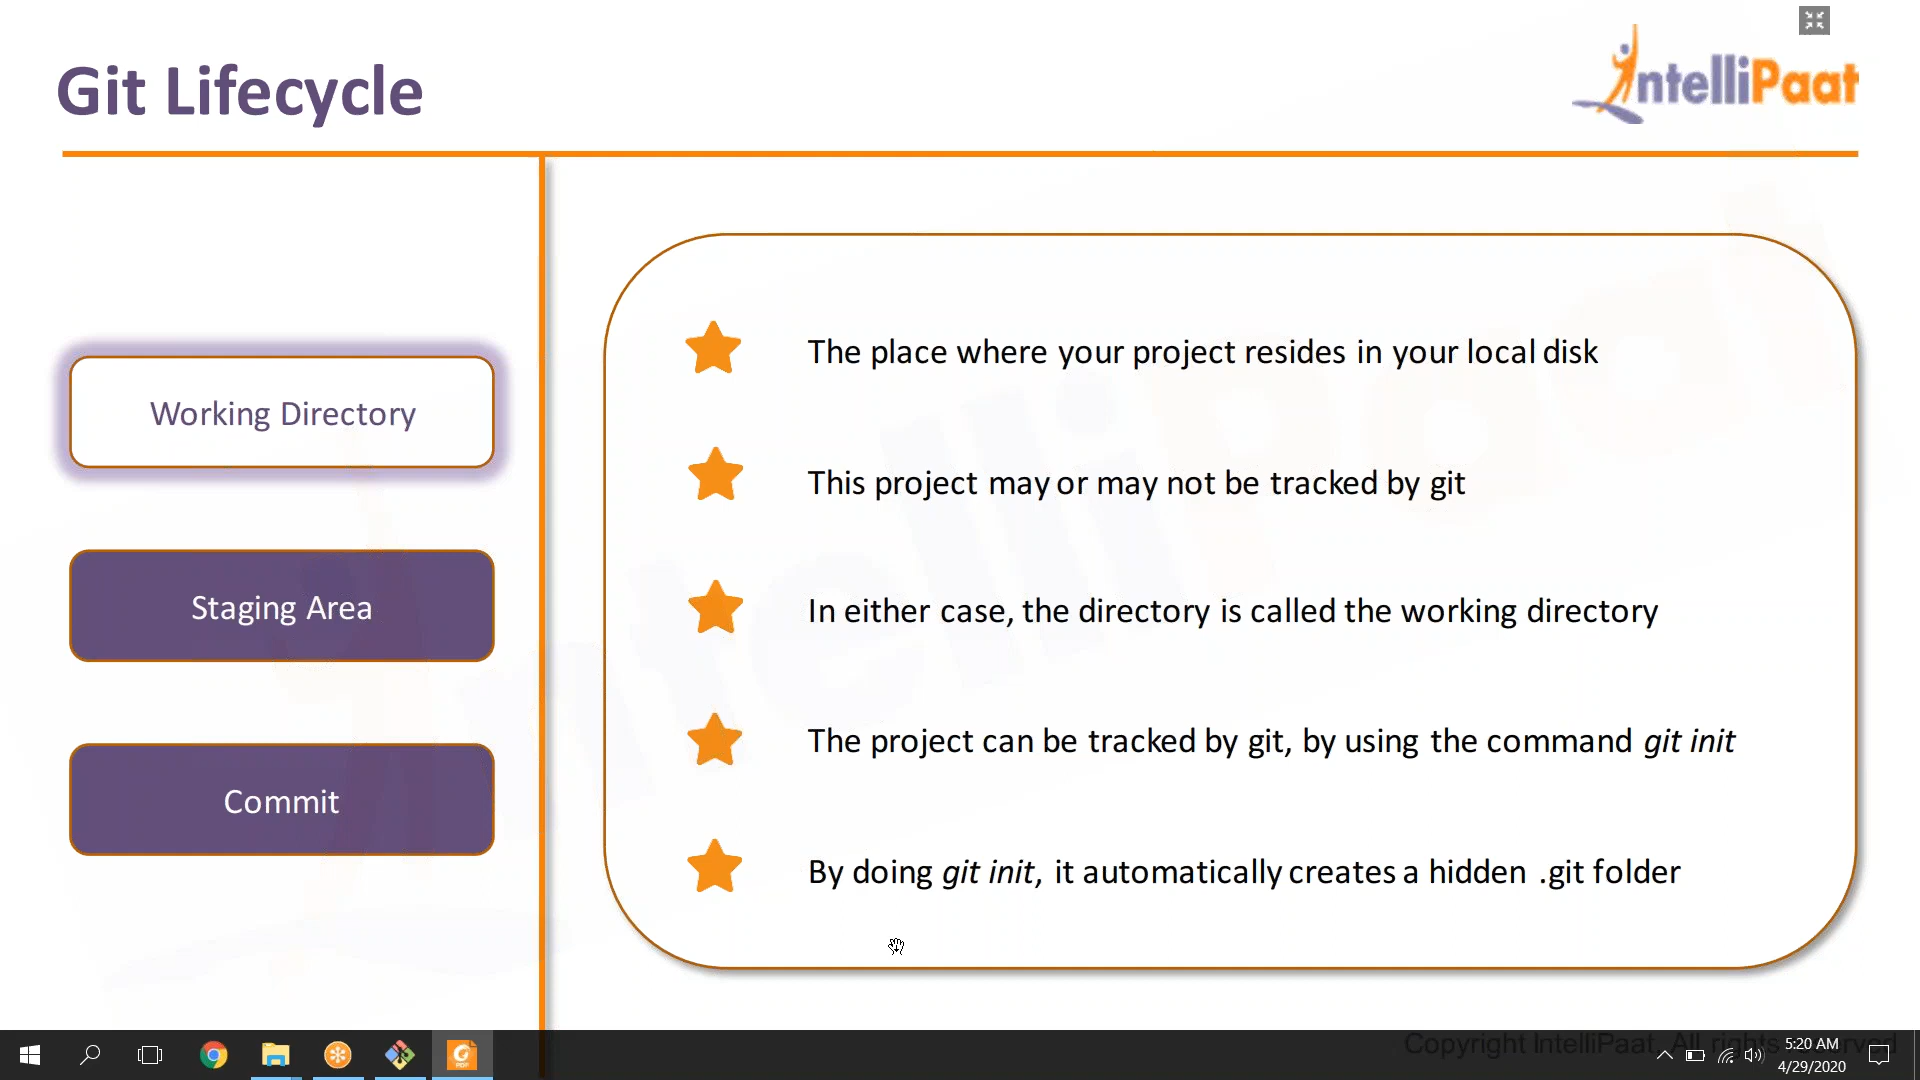 Git Lifecycle
IntelliPaat
Working Directory
Staging Area
Commit
The place where your project resides in your local disk
This project may or may not be tracked by git
In either case, the directory is called the working directory
The project can be tracked by git, by using the command git init
By doing git init, it automatically creates a hidden .git folder
Copyright IntelliPaat. All rights reserved
5:20 AM
4/29/2020